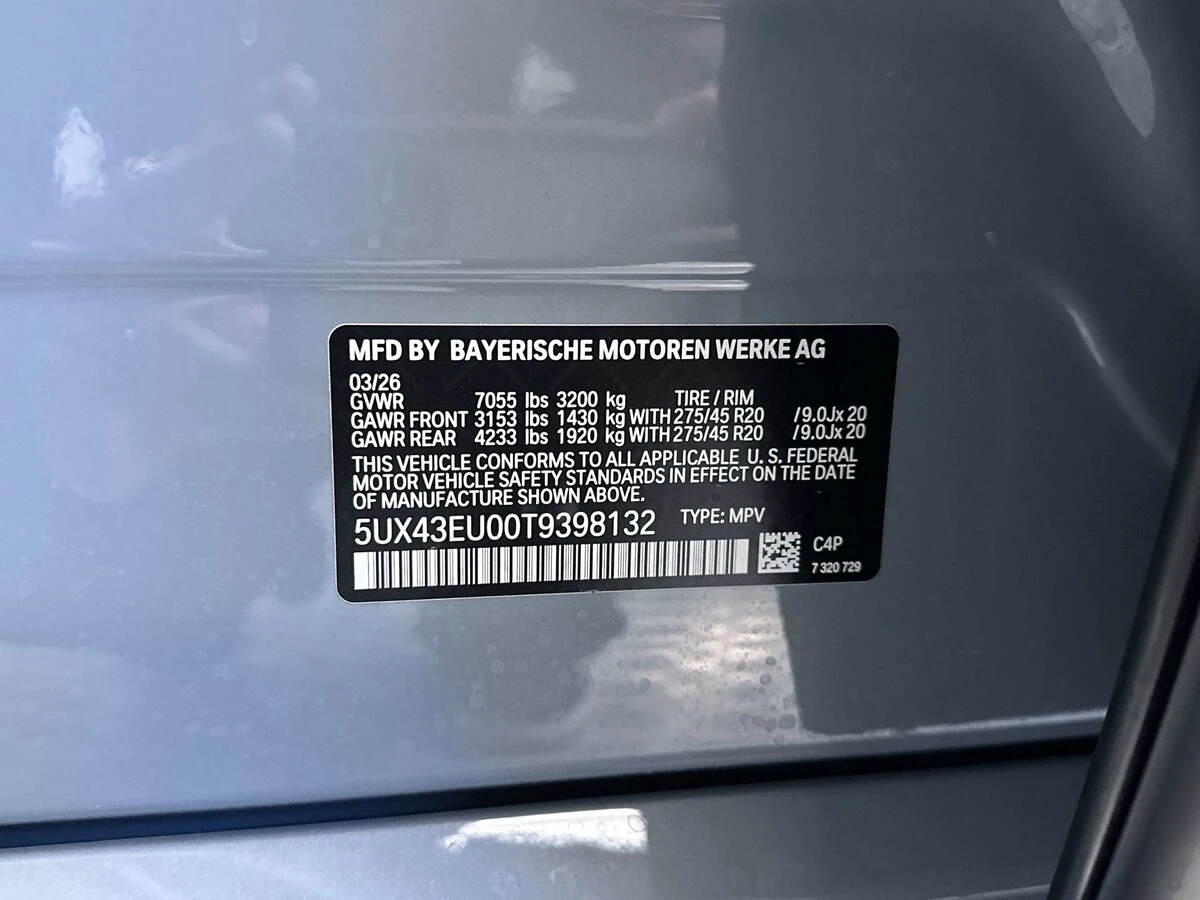 MFD BY BAYERISCHE MOTOREN WERKE AG
03/26
GVWR 7055 lbs 3200 kg TIRE / RIM
GAWR FRONT 3153 lbs 1430 kg WITH 275/45 R20 /9.0Jx 20
GAWR REAR 4233 lbs 1920 kg WITH 275/45 R20 /9.0Jx 20
THIS VEHICLE CONFORMS TO ALL APPLICABLE U. S. FEDERAL
MOTOR VEHICLE SAFETY STANDARDS IN EFFECT ON THE DATE
OF MANUFACTURE SHOWN ABOVE.
5UX43EU00T9398132 TYPE: MPV
C4P
7 320 729